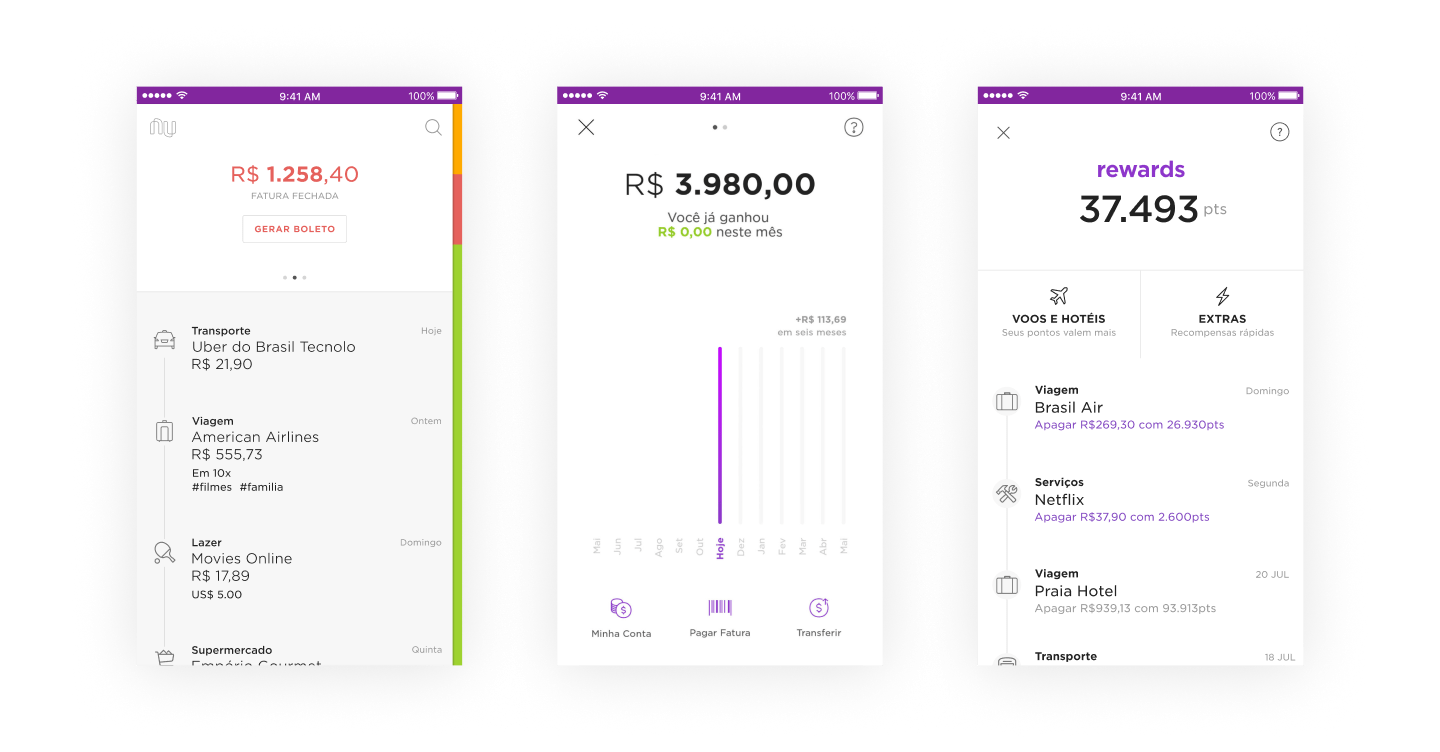 9:41 AM
100%
nu
R$ 1.258,40
FATURA FECHADA
GERAR BOLETO
Transporte
Hoje
Uber do Brasil Tecnolo
R$ 21,90
Viagem
Ontem
American Airlines
R$ 555,73
Em 10x
#filmes #familia
Lazer
Domingo
Movies Online
R$ 17,89
US$ 5.00
Supermercado
Quinta
Empório Gourmet
9:41 AM
100%
?
R$ 3.980,00
Você já ganhou
R$ 0,00 neste mês
+R$ 113,69
em seis meses
Mai
Jun
Jul
Ago
Set
Out
Hoje
Dez
Jan
Fev
Mar
Abr
Mai
Minha Conta
Pagar Fatura
Transferir
9:41 AM
100%
?
rewards
37.493 pts
VOOS E HOTÉIS
Seus pontos valem mais
EXTRAS
Recompensas rápidas
Viagem
Domingo
Brasil Air
Apagar R$269,30 com 26.930pts
Serviços
Segunda
Netflix
Apagar R$37,90 com 2.600pts
Viagem
20 JUL
Praia Hotel
Apagar R$939,13 com 93.913pts
Transporte
18 JUL